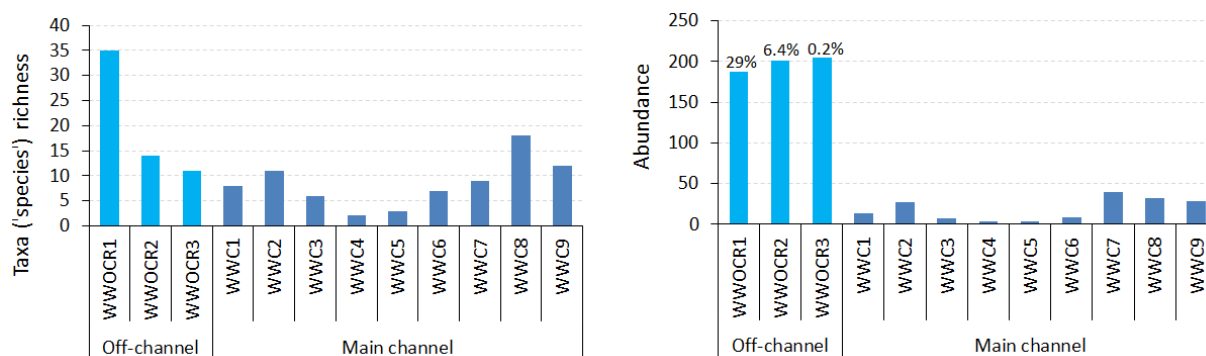 Taxa ('species') richness
40
35
30
25
20
15
10
5
0
WWOCR1
WWOCR2
WWOCR3
WWC1
WWC2
WWC3
WWC4
WWC5
WWC6
WWC7
WWC8
WWC9
Off-channel
Main channel
Abundance
250
200
150
100
50
0
29%
6.4%
0.2%
WWOCR1
WWOCR2
WWOCR3
WWC1
WWC2
WWC3
WWC4
WWC5
WWC6
WWC7
WWC8
WWC9
Off-channel
Main channel